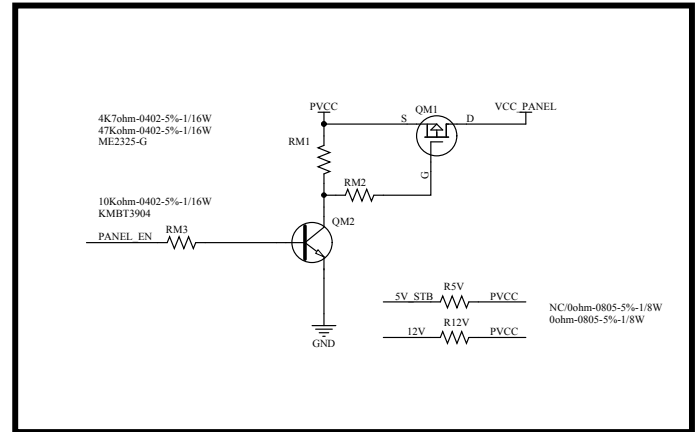 PVCC
QM1
VCC_PANEL
4K7ohm-0402-5%-1/16W
47Kohm-0402-5%-1/16W
ME2325-G
S
D
RM1
G
RM2
10Kohm-0402-5%-1/16W
KMBT3904
QM2
PANEL_EN
RM3
R5V
5V_STB
PVCC
NC/0ohm-0805-5%-1/8W
0ohm-0805-5%-1/8W
R12V
12V
PVCC
GND